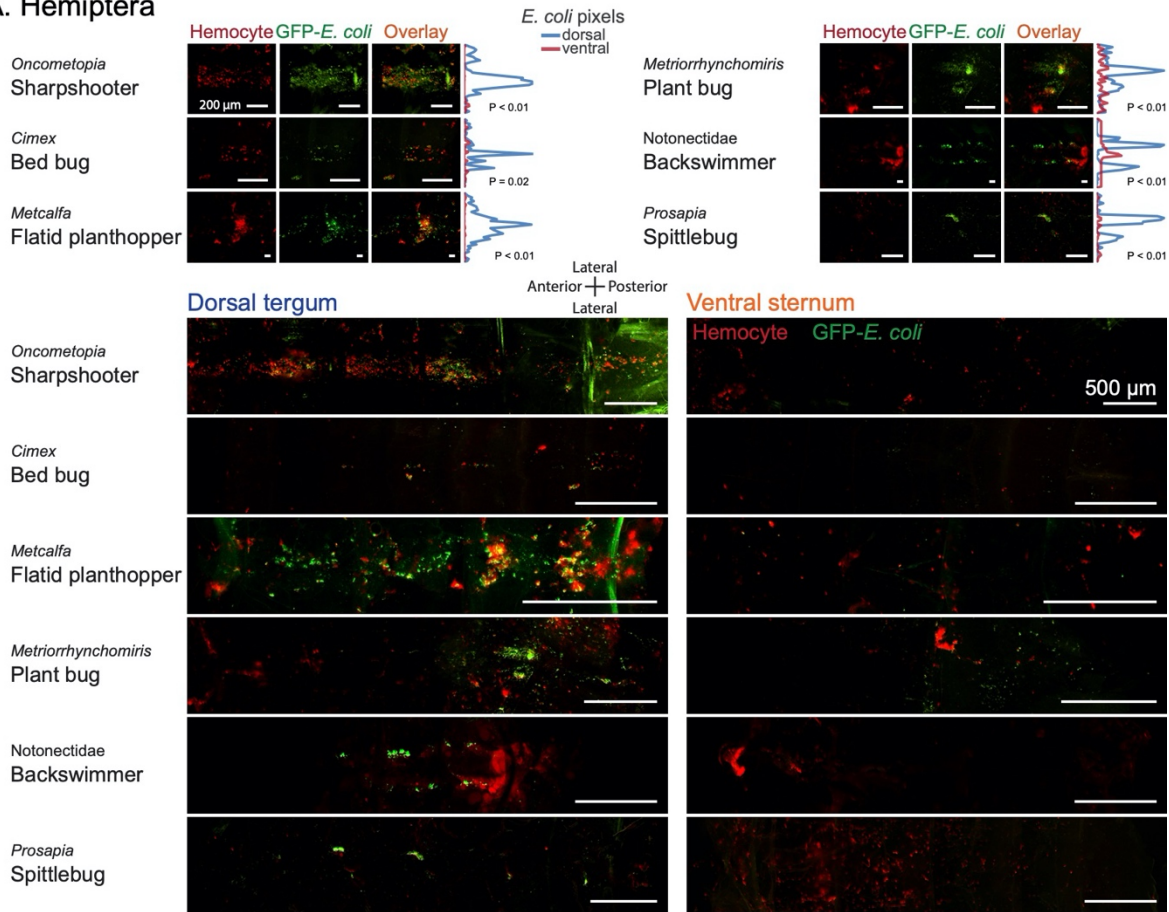 A. Hemiptera
Hemocyte GFP-E. coli Overlay
E. coli pixels
dorsal
ventral
Hemocyte GFP-E. coli Overlay
Oncometopia
Sharpshooter
200 µm
P < 0.01
Cimex
Bed bug
P = 0.02
Metcalfa
Flatid planthopper
P < 0.01
Metriorrhynchomiris
Plant bug
P < 0.01
Notonectidae
Backswimmer
P < 0.01
Prosapia
Spittlebug
P < 0.01
Lateral
Anterior Posterior
Lateral
Dorsal tergum
Ventral sternum
Oncometopia
Sharpshooter
Hemocyte GFP-E. coli
500 µm
Cimex
Bed bug
Metcalfa
Flatid planthopper
Metriorrhynchomiris
Plant bug
Notonectidae
Backswimmer
Prosapia
Spittlebug